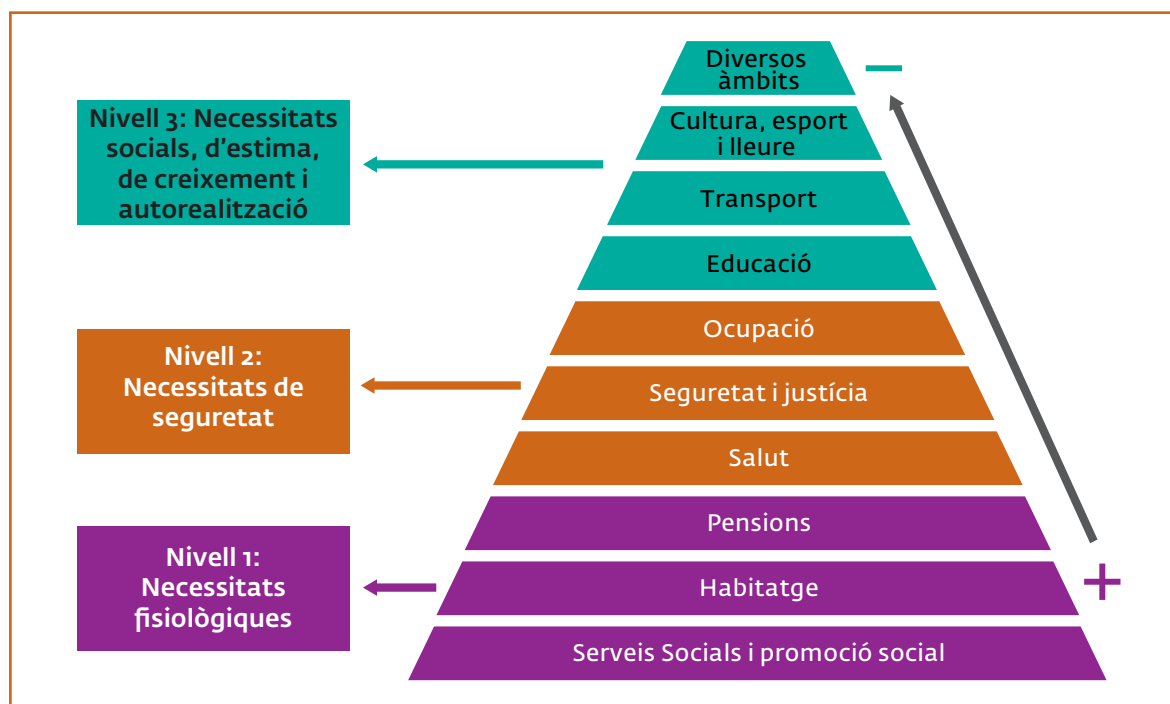 Nivell 3: Necessitats
socials, d'estima,
de creixement i
autorealització
Nivell 2:
Necessitats de
seguretat
Nivell 1:
Necessitats
fisiològiques
Diversos
àmbits
Cultura, esport
i lleure
Transport
Educació
Ocupació
Seguretat i justícia
Salut
Pensions
Habitatge
Serveis Socials i promoció social
–
+